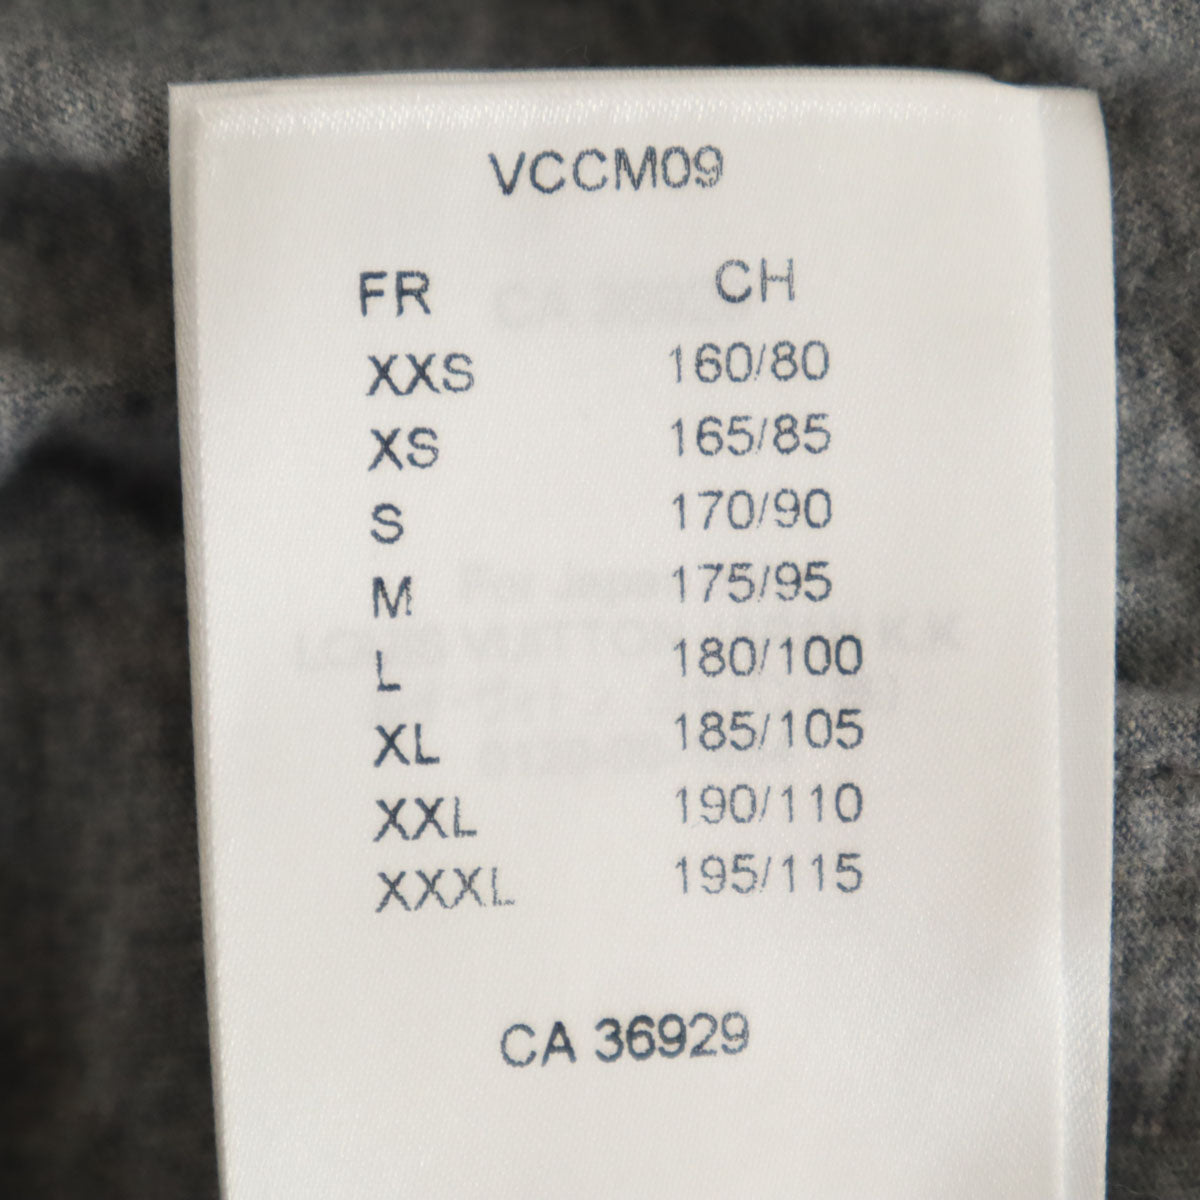 VCCM09
FR CH
XXS 160/80
XS 165/85
S 170/90
M 175/95
L 180/100
XL 185/105
XXL 190/110
XXXL 195/115
CA 36929